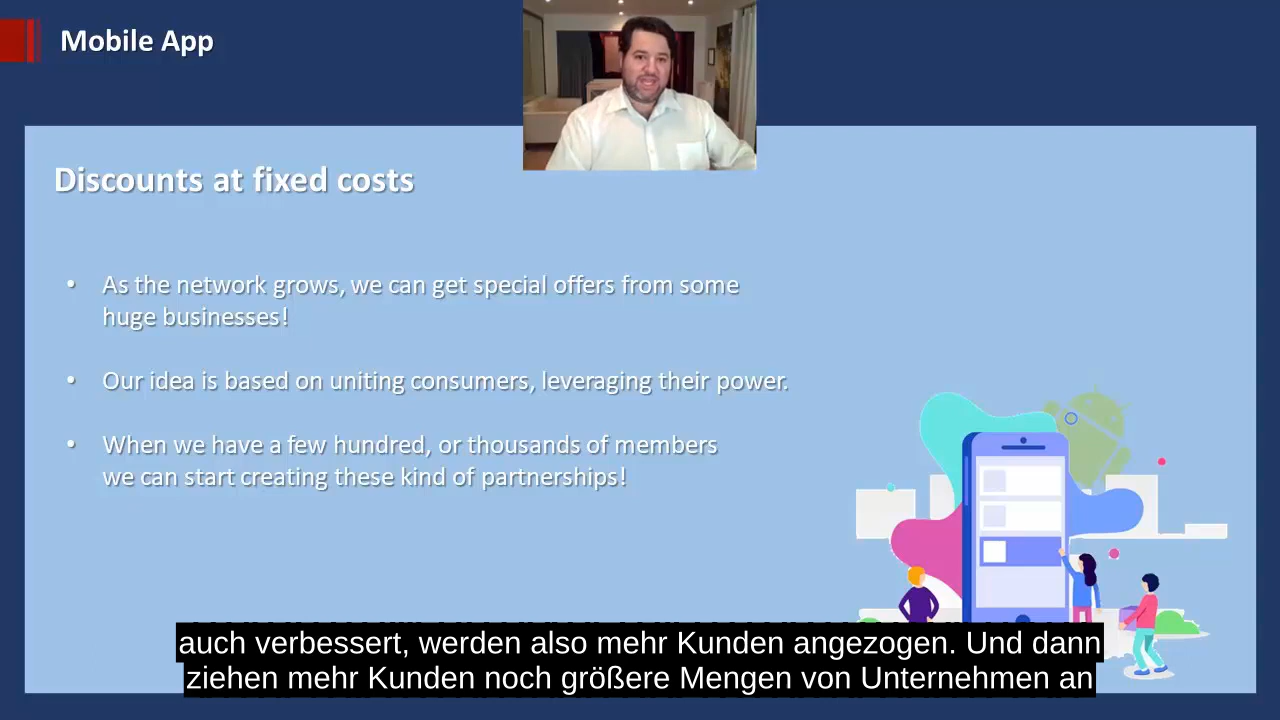 Mobile App
Discounts at fixed costs
• As the network grows, we can get special offers from some
huge businesses!
• Our idea is based on uniting consumers, leveraging their power.
• When we have a few hundred, or thousands of members
we can start creating these kind of partnerships!
auch verbessert, werden also mehr Kunden angezogen. Und dann
ziehen mehr Kunden noch größere Mengen von Unternehmen an